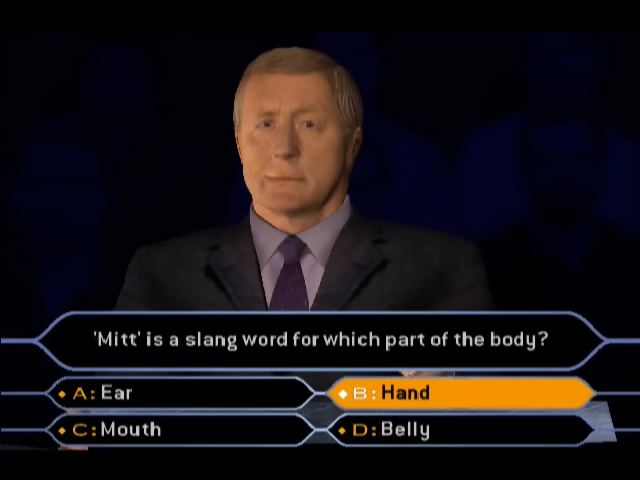 'Mitt' is a slang word for which part of the body?
A: Ear
B: Hand
C: Mouth
D: Belly